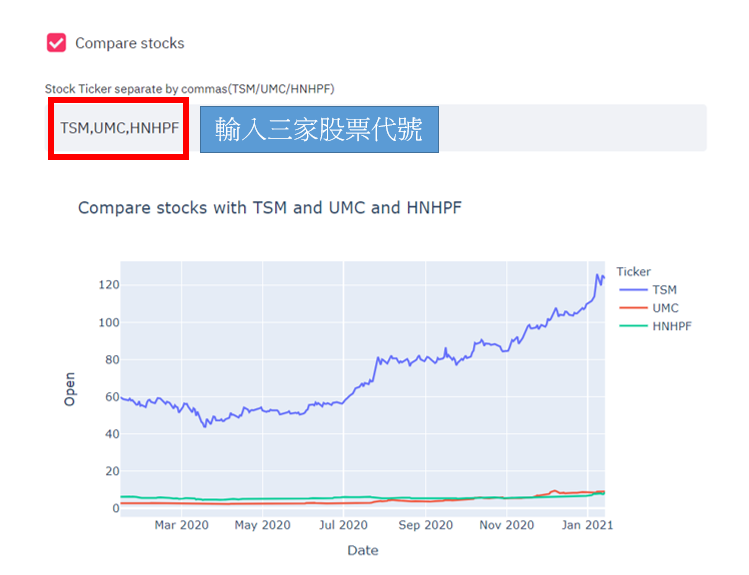 Compare stocks
Stock Ticker separate by commas(TSM/UMC/HNHPF)
TSM,UMC,HNHPF
輸入三家股票代號
Compare stocks with TSM and UMC and HNHPF
Ticker
TSM
UMC
HNHPF
Open
120
100
80
60
40
20
0
Mar 2020 May 2020 Jul 2020 Sep 2020 Nov 2020 Jan 2021
Date